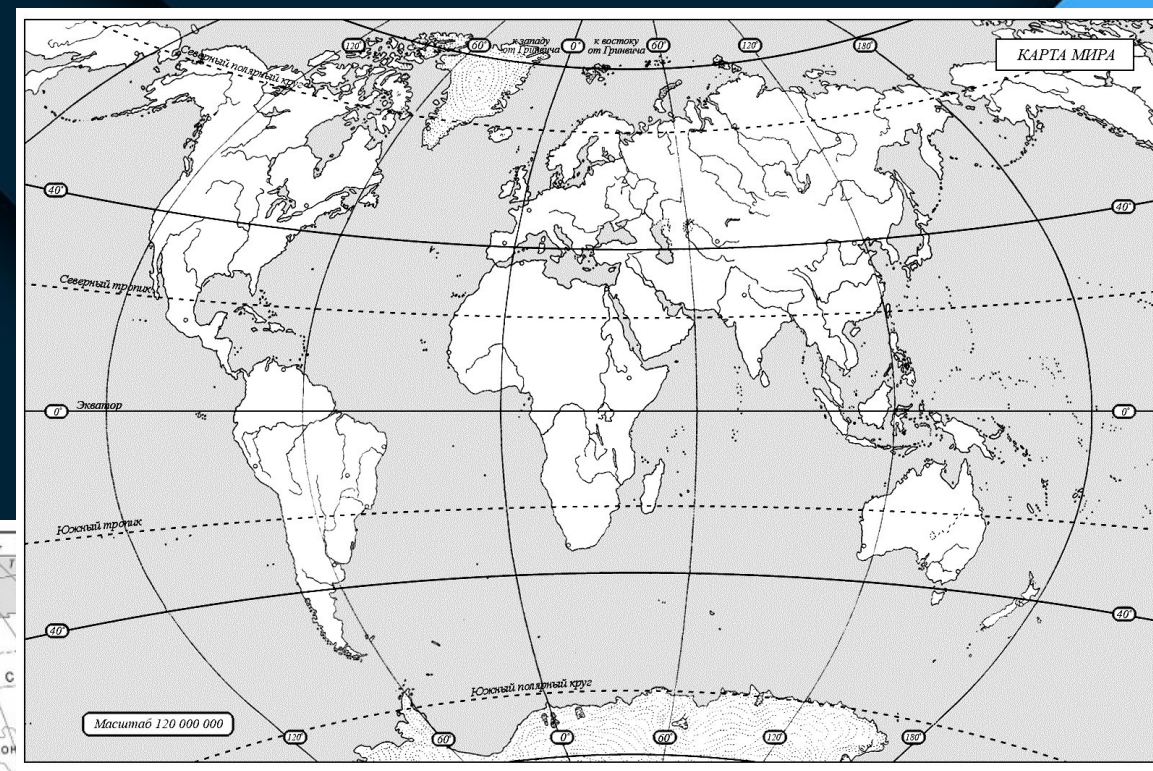 120° 60° к западу от Гринвича 0° к востоку от Гринвича 60° 120° 180°
КАРТА МИРА
Северный полярный круг
40° 40°
Северный тропик
Экватор
0° 0°
Южный тропик
40° 40°
Южный полярный круг
Масштаб 120 000 000
120° 60° 0° 60° 120° 180°
С